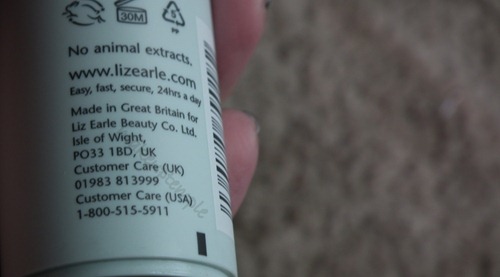 30M
5
PP
No animal extracts.
www.lizearle.com
Easy, fast, secure, 24hrs a day
Made in Great Britain for
Liz Earle Beauty Co. Ltd.
Isle of Wight,
PO33 1BD, UK
Customer Care (UK)
01983 813999
Customer Care (USA)
1-800-515-5911